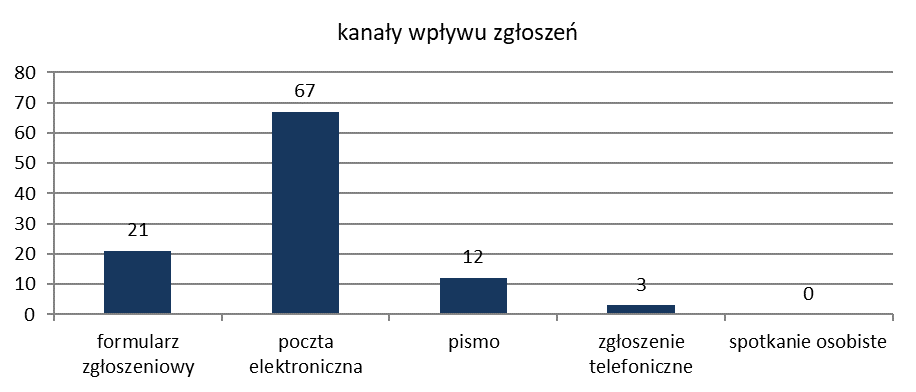 kanały wpływu zgłoszeń
80
70
60
50
40
30
20
10
0
21
67
12
3
0
formularz
zgłoszeniowy
poczta
elektroniczna
pismo
zgłoszenie
telefoniczne
spotkanie osobiste